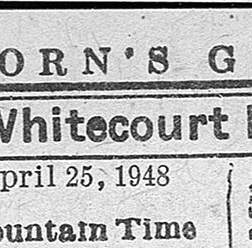 ORN'S G
Whitecourt
pril 25, 1948
ountain Time